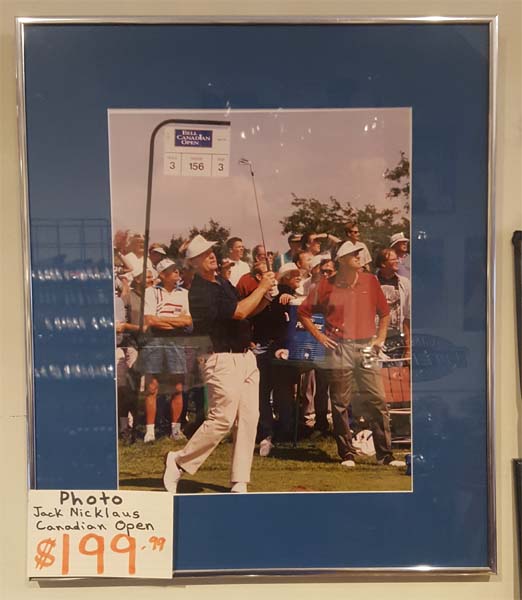 BELL
CANADIAN
OPEN
3
156
3
Photo
Jack Nicklaus
Canadian Open
$199.99